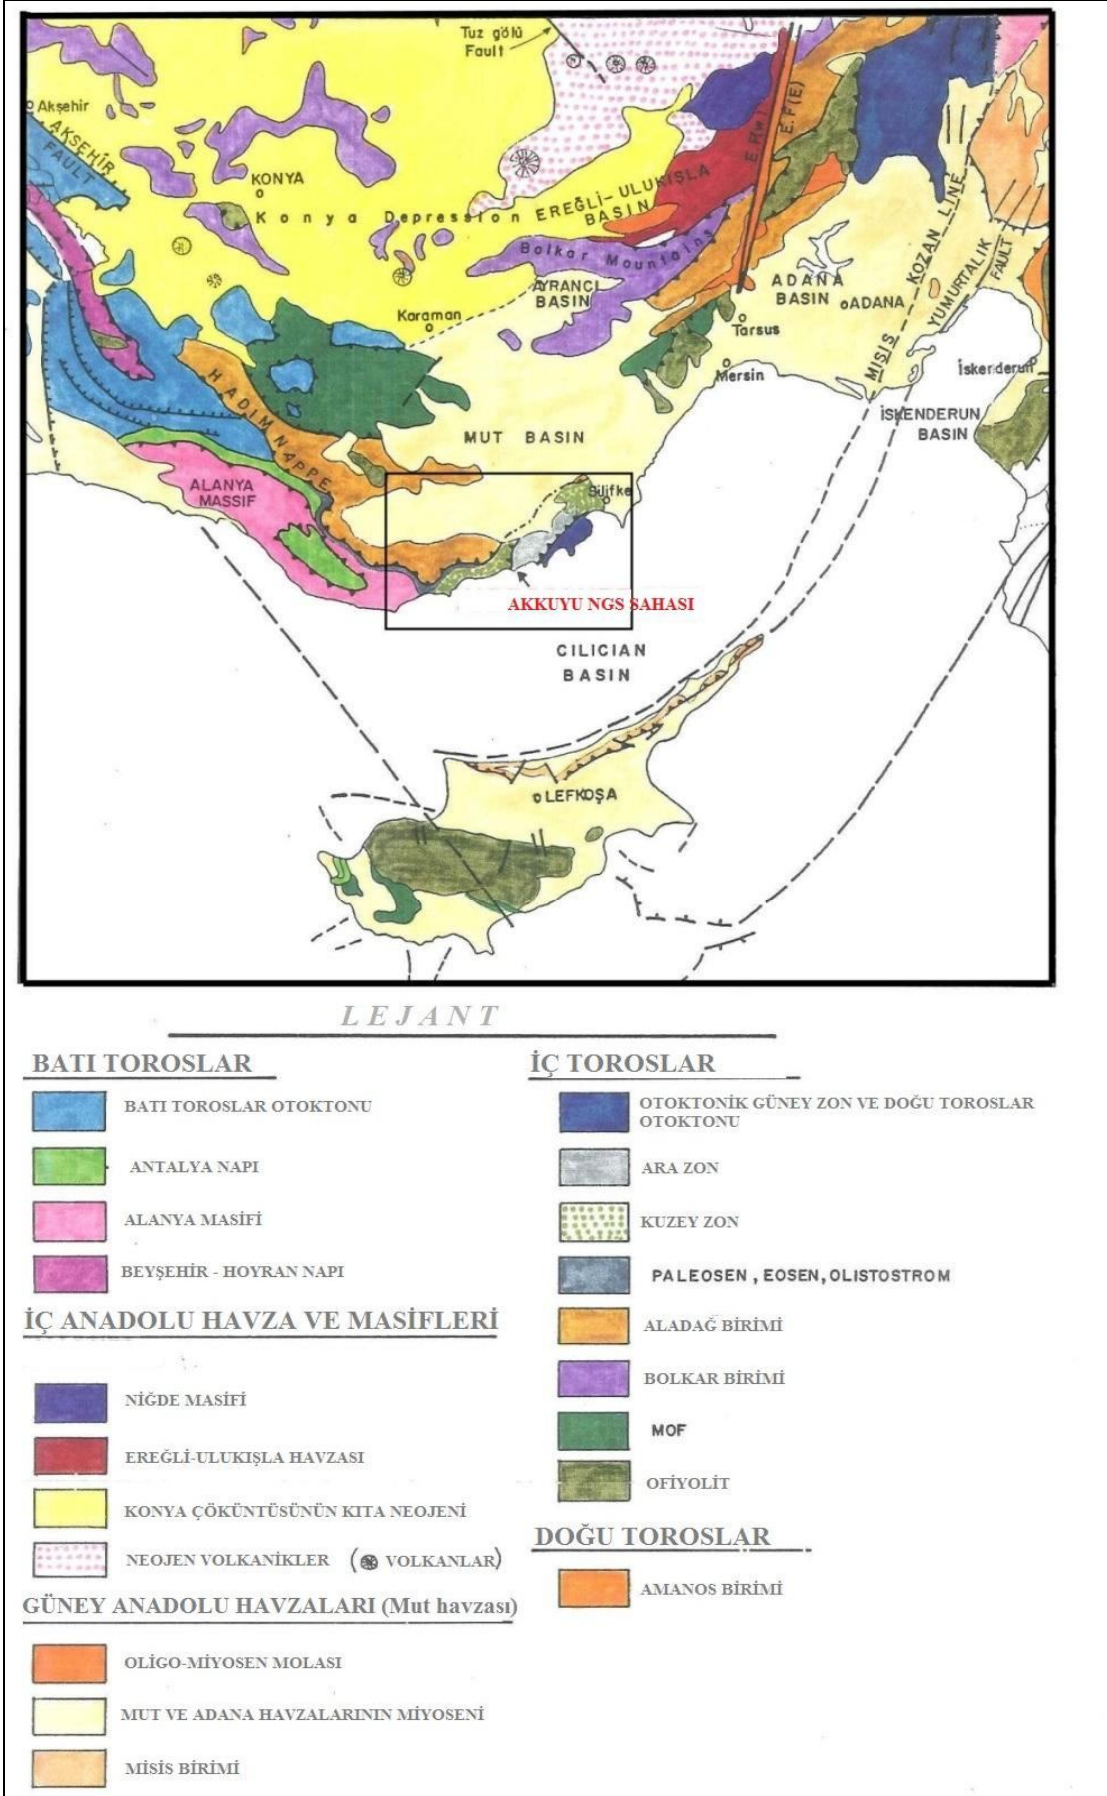 Tuz gölü
Fault
Akşehir
AKŞEHİR
FAULT
KONYA
Konya Depression
EREĞLİ-ULUKIŞLA
BASIN
E.F(E)
Bolkar Mountains
AYRANCI
BASIN
Karaman
ADANA
BASIN
ADANA
Tarsus
Mersin
MISIS KOZAN LINE
YUMURTALIK
FAULT
İskenderun
İSKENDERUN
BASIN
HADIM NAPPE
MUT BASIN
ALANYA
MASSIF
Silifke
AKKUYU NGS SAHASI
CILICIAN
BASIN
LEFKOŞA
LEJANT
BATI TOROSLAR
BATI TOROSLAR OTOKTONU
ANTALYA NAPI
ALANYA MASİFİ
BEYŞEHİR - HOYRAN NAPI
İÇ ANADOLU HAVZA VE MASİFLERİ
NİĞDE MASİFİ
EREĞLİ-ULUKIŞLA HAVZASI
KONYA ÇÖKÜNTÜSÜNÜN KITA NEOJENİ
NEOJEN VOLKANİKLER ( VOLKANLAR)
GÜNEY ANADOLU HAVZALARI (Mut havzası)
OLİGO-MİYOSEN MOLASI
MUT VE ADANA HAVZALARININ MİYOSENİ
MİSİS BİRİMİ
İÇ TOROSLAR
OTOKTONİK GÜNEY ZON VE DOĞU TOROSLAR
OTOKTONU
ARA ZON
KUZEY ZON
PALEOSEN, EOSEN, OLISTOSTROM
ALADAĞ BİRİMİ
BOLKAR BİRİMİ
MOF
OFİYOLİT
DOĞU TOROSLAR
AMANOS BİRİMİ